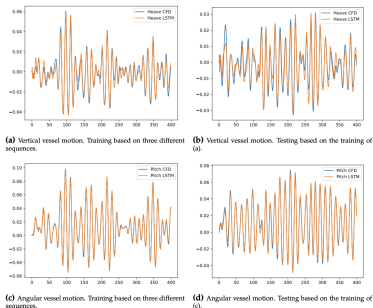 0.06
0.04
0.02
0.00
−0.02
−0.04
0 50 100 150 200 250 300 350 400
Heave CFD
Heave LSTM
(a) Vertical vessel motion. Training based on three different
sequences.
0.03
0.02
0.01
0.00
−0.01
−0.02
−0.03
0 50 100 150 200 250 300 350 400
Heave CFD
Heave LSTM
(b) Vertical vessel motion. Testing based on the training of
(a).
0.10
0.08
0.06
0.04
0.02
0.00
−0.02
−0.04
−0.06
0 50 100 150 200 250 300 350 400
Pitch CFD
Pitch LSTM
(c) Angular vessel motion. Training based on three different
sequences.
0.08
0.06
0.04
0.02
0.00
−0.02
−0.04
0 50 100 150 200 250 300 350 400
Pitch CFD
Pitch LSTM
(d) Angular vessel motion. Testing based on the training of
(c).